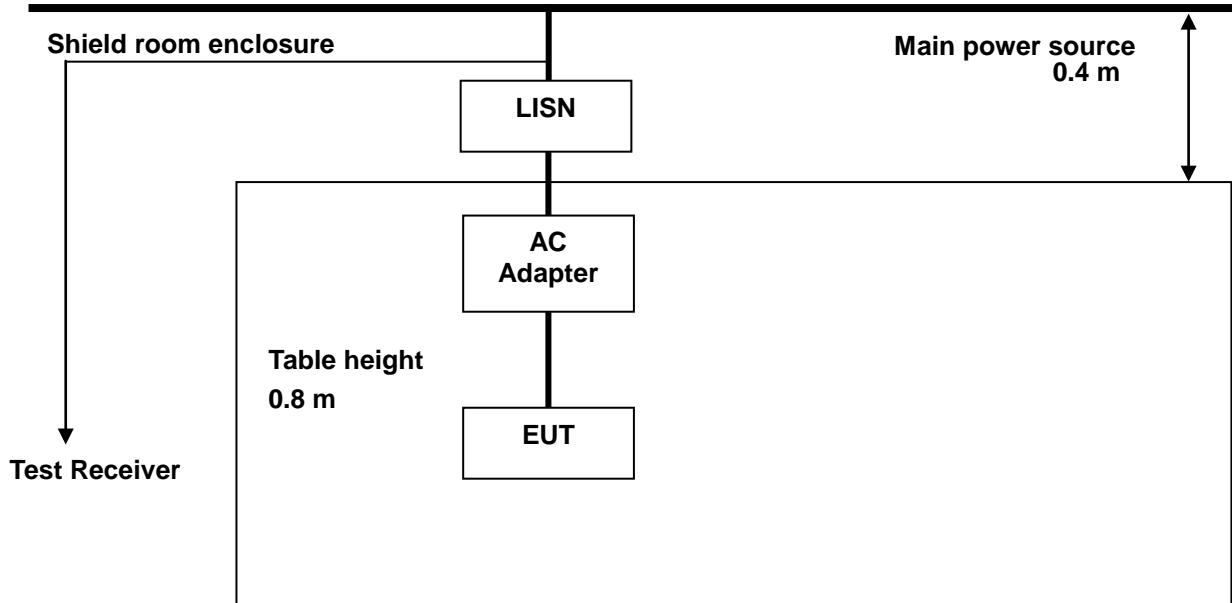 Shield room enclosure
Main power source
0.4 m
LISN
AC
Adapter
Table height
0.8 m
EUT
Test Receiver